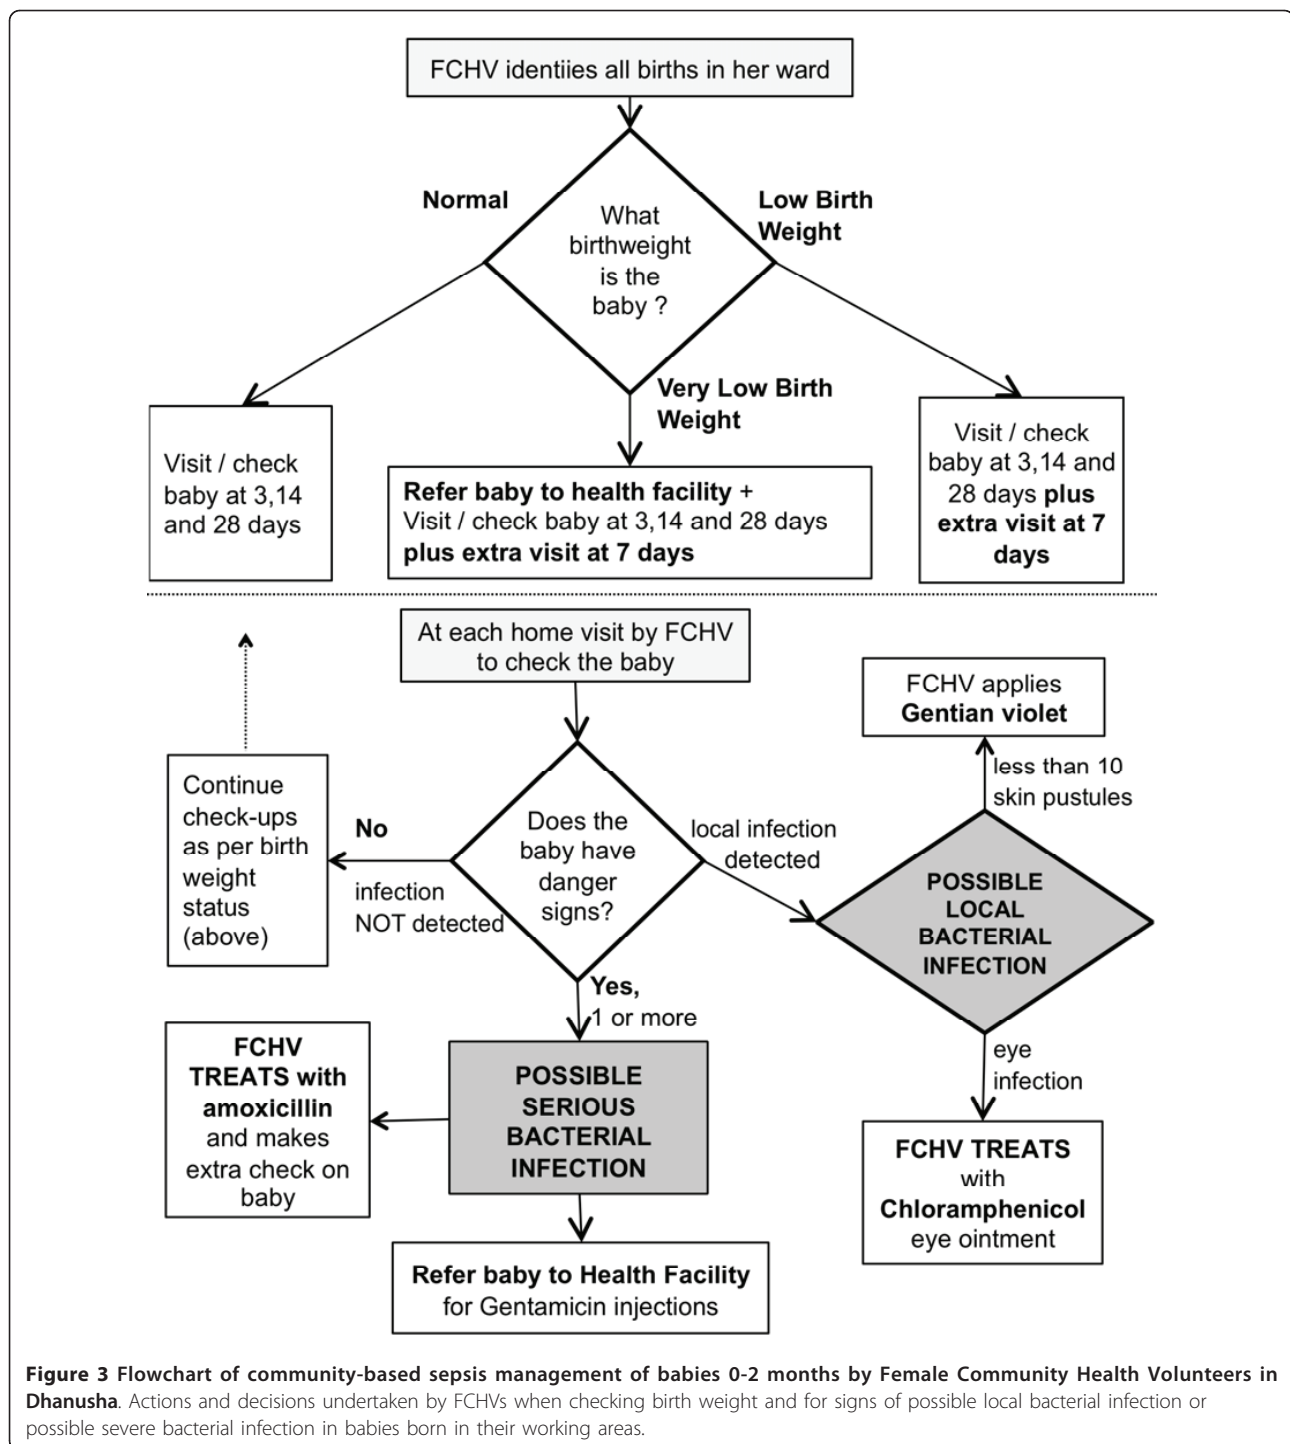 FCHV identiies all births in her ward
Normal
Low Birth
Weight
What
birthweight
is the
baby ?
Very Low Birth
Weight
Visit / check
baby at 3,14
and 28 days
Refer baby to health facility +
Visit / check baby at 3,14 and 28 days
plus extra visit at 7 days
Visit / check
baby at 3,14 and
28 days plus
extra visit at 7
days
At each home visit by FCHV
to check the baby
FCHV applies
Gentian violet
less than 10
skin pustules
Continue
check-ups
as per birth
weight
status
(above)
No
infection
NOT detected
Does the
baby have
danger
signs?
local infection
detected
POSSIBLE
LOCAL
BACTERIAL
INFECTION
Yes,
1 or more
FCHV
TREATS with
amoxicillin
and makes
extra check on
baby
POSSIBLE
SERIOUS
BACTERIAL
INFECTION
eye
infection
FCHV TREATS
with
Chloramphenicol
eye ointment
Refer baby to Health Facility
for Gentamicin injections
Figure 3 Flowchart of community-based sepsis management of babies 0-2 months by Female Community Health Volunteers in
Dhanusha. Actions and decisions undertaken by FCHVs when checking birth weight and for signs of possible local bacterial infection or
possible severe bacterial infection in babies born in their working areas.